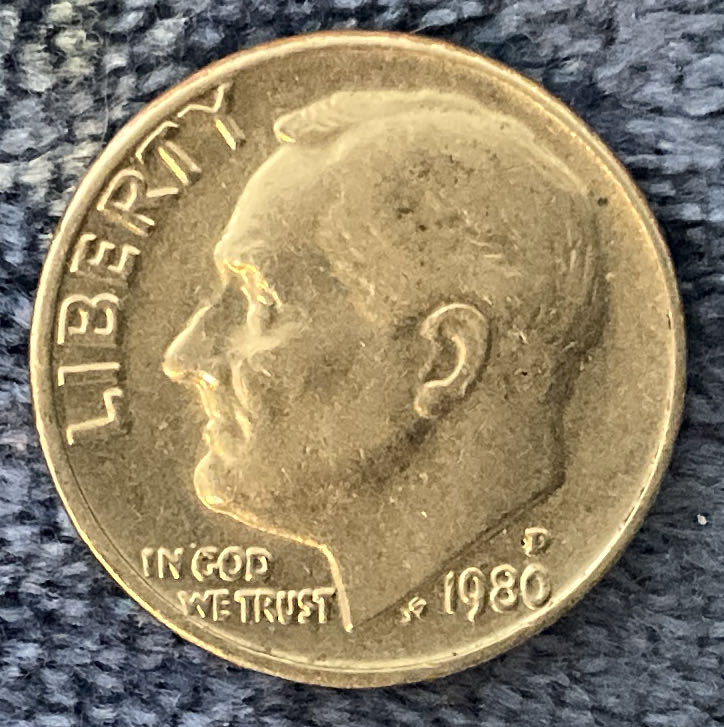 LIBERTY
IN GOD
WE TRUST
D
JS 1980